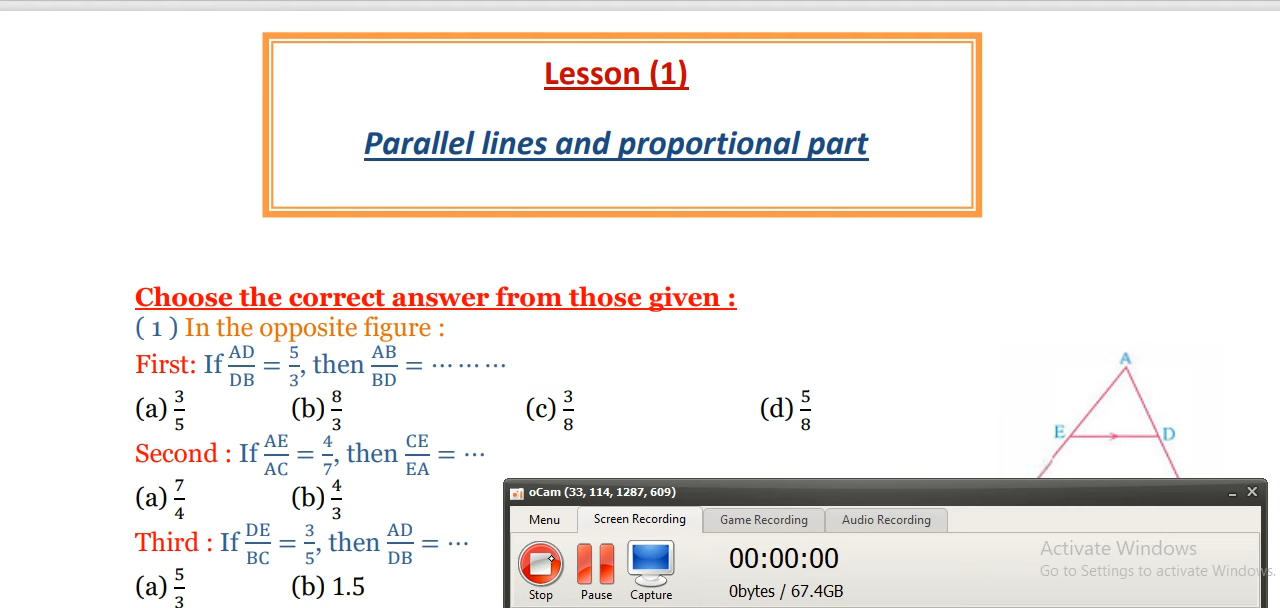 Lesson (1)
Parallel lines and proportional part
Choose the correct answer from those given :
( 1 ) In the opposite figure :
First: If AD/DB = 5/3, then AB/BD = ⋯ ⋯ ⋯
(a) 3/5 (b) 8/3 (c) 3/8 (d) 5/8
Second : If AE/AC = 4/7, then CE/EA = ⋯
(a) 7/4 (b) 4/3
Third : If DE/BC = 3/5, then AD/DB = ⋯
(a) 5/3 (b) 1.5
A
E D
oCam (33, 114, 1287, 609)
Menu Screen Recording Game Recording Audio Recording
00:00:00
Stop Pause Capture 0bytes / 67.4GB
Activate Windows
Go to Settings to activate Windows.